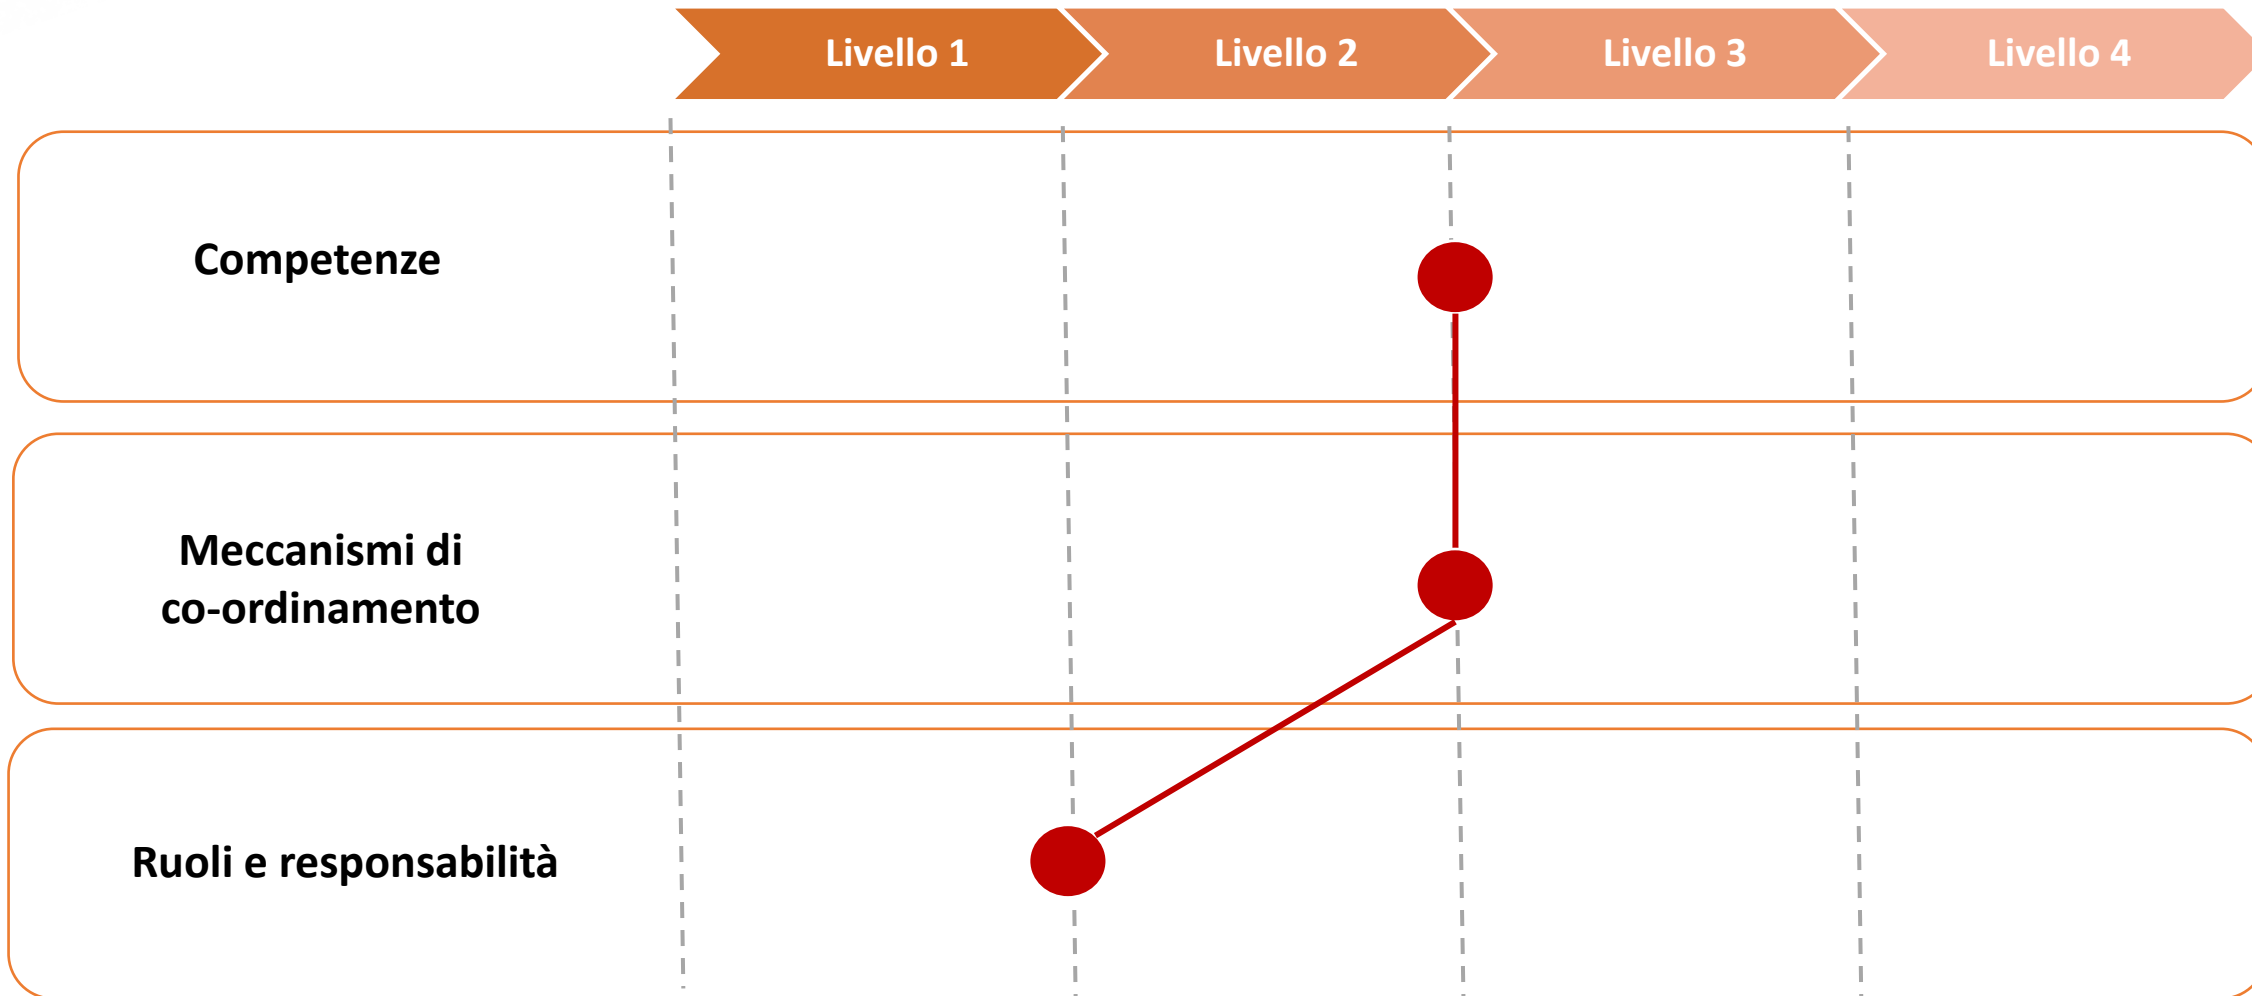 Livello 1
Livello 2
Livello 3
Livello 4
Competenze
Meccanismi di
co-ordinamento
Ruoli e responsabilità